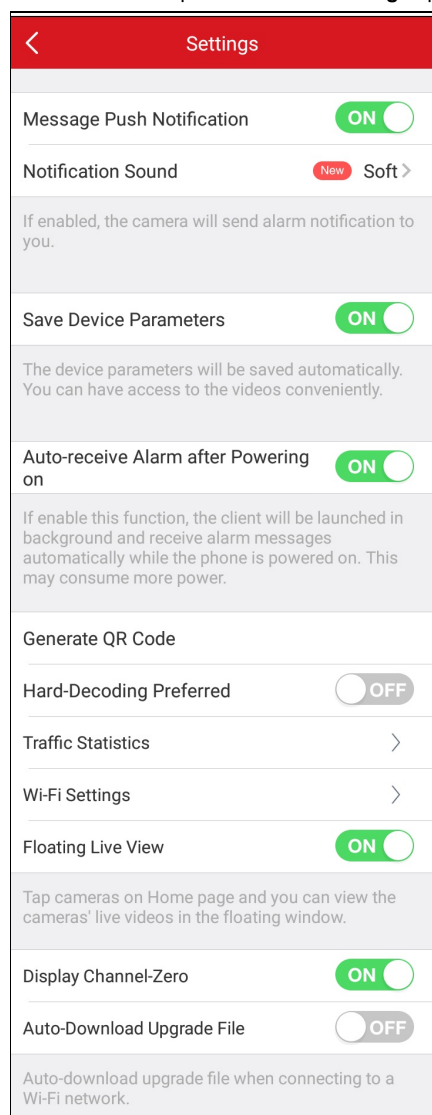 Settings
Message Push Notification ON
Notification Sound New Soft
If enabled, the camera will send alarm notification to
you.
Save Device Parameters ON
The device parameters will be saved automatically.
You can have access to the videos conveniently.
Auto-receive Alarm after Powering
on ON
If enable this function, the client will be launched in
background and receive alarm messages
automatically while the phone is powered on. This
may consume more power.
Generate QR Code
Hard-Decoding Preferred OFF
Traffic Statistics
Wi-Fi Settings
Floating Live View ON
Tap cameras on Home page and you can view the
cameras' live videos in the floating window.
Display Channel-Zero ON
Auto-Download Upgrade File OFF
Auto-download upgrade file when connecting to a
Wi-Fi network.